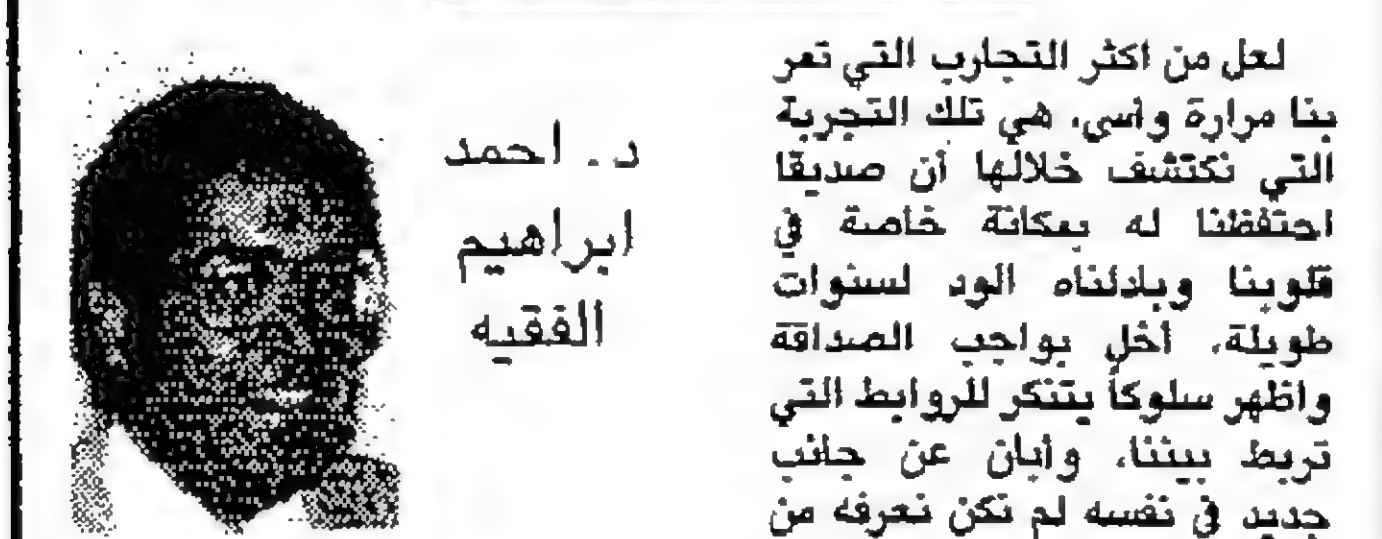 لعل من اكثر التجارب التي تمر
بنا مرارة واسى، هي تلك التجربة
التي نكتشف خلالها أن صديقا
احتفظنا له بمكانة خاصة في
قلوبنا وبادلناه الود لسنوات
طويلة، أخل بواجب الصداقة
واظهر سلوكاً يتنكر للروابط التي
تربط بيننا، وأبان عن جانب
جديد في نفسه لم نكن نعرفه من
د. احمد
ابراهيم
الفقيه